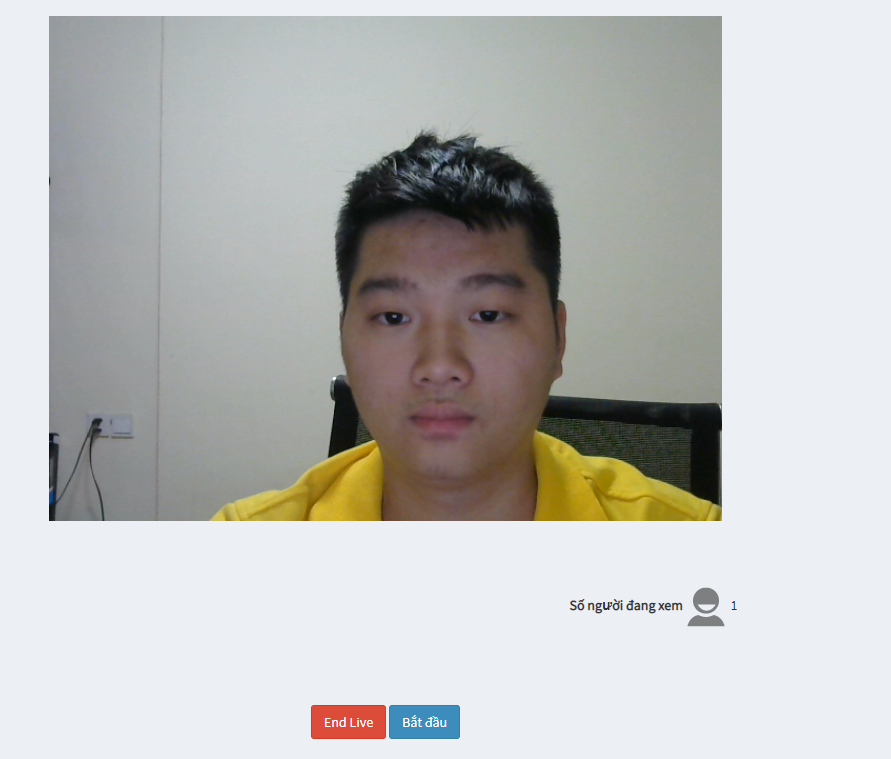 Số người đang xem 1
End Live Bắt đầu